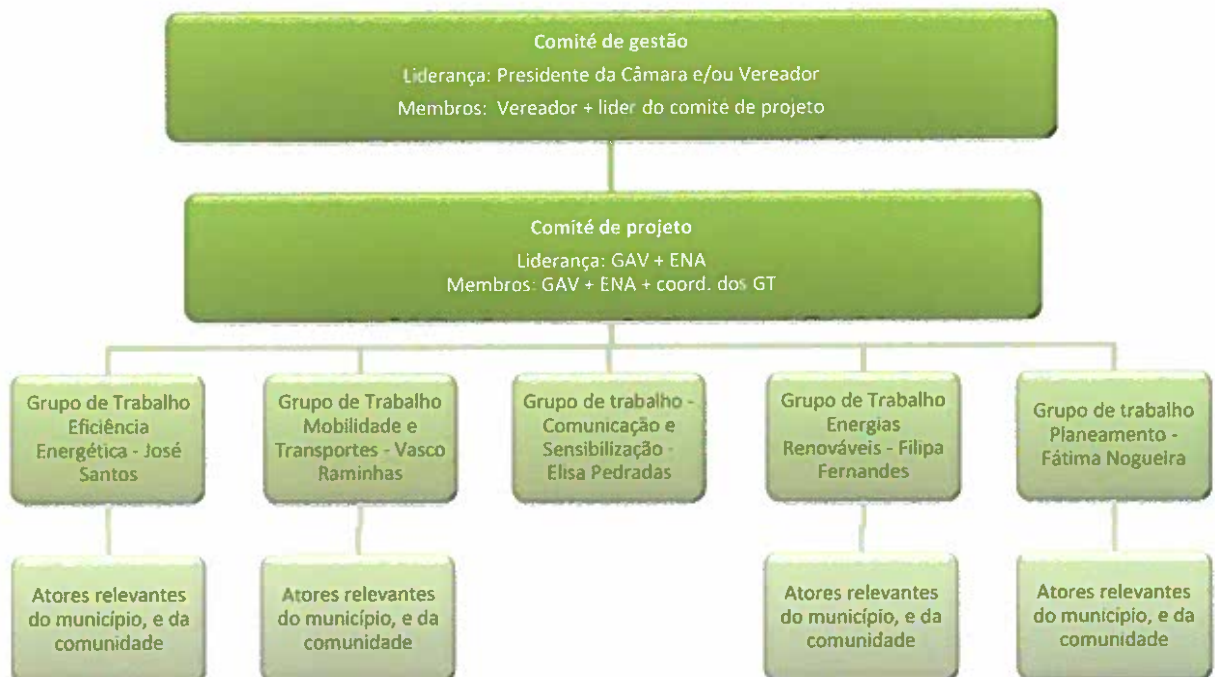 Comité de gestão
Liderança: Presidente da Câmara e/ou Vereador
Membros: Vereador + lider do comité de projeto
Comité de projeto
Liderança: GAV + ENA
Membros: GAV + ENA + coord. dos GT
Grupo de Trabalho
Eficiência
Energética - José
Santos
Grupo de Trabalho
Mobilidade e
Transportes - Vasco
Raminhas
Grupo de trabalho -
Comunicação e
Sensibilização -
Elisa Pedradas
Grupo de Trabalho
Energias
Renováveis - Filipa
Fernandes
Grupo de trabalho
Planeamento -
Fátima Nogueira
Atores relevantes
do município, e da
comunidade
Atores relevantes
do município, e da
comunidade
Atores relevantes
do município, e da
comunidade
Atores relevantes
do município, e da
comunidade